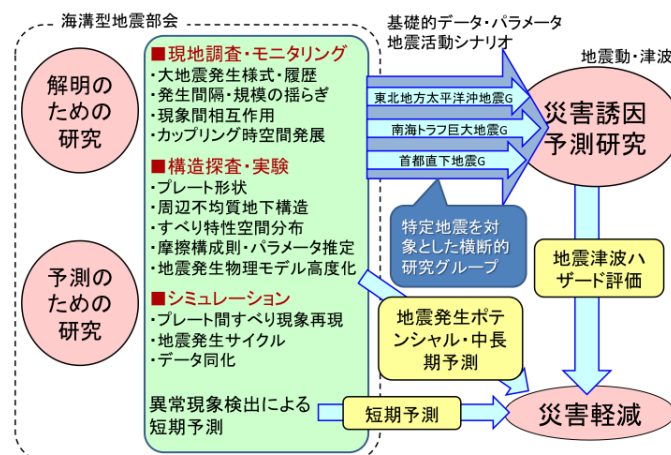 海溝型地震部会
解明の
ための
研究
予測の
ための
研究
■現地調査・モニタリング
・大地震発生様式・履歴
・発生間隔・規模の揺らぎ
・現象間相互作用
・カップリング時空間発展
■構造探査・実験
・プレート形状
・周辺不均質地下構造
・すべり特性空間分布
・摩擦構成則・パラメータ推定
・地震発生物理モデル高度化
■シミュレーション
・プレート間すべり現象再現
・地震発生サイクル
・データ同化
異常現象検出による
短期予測
基礎的データ・パラメータ
地震活動シナリオ
東北地方太平洋沖地震G
南海トラフ巨大地震G
首都直下地震G
特定地震を対
象とした横断的
研究グループ
地震動・津波
災害誘因
予測研究
地震津波ハ
ザード評価
地震発生ポテ
ンシャル・中長
期予測
短期予測
災害軽減